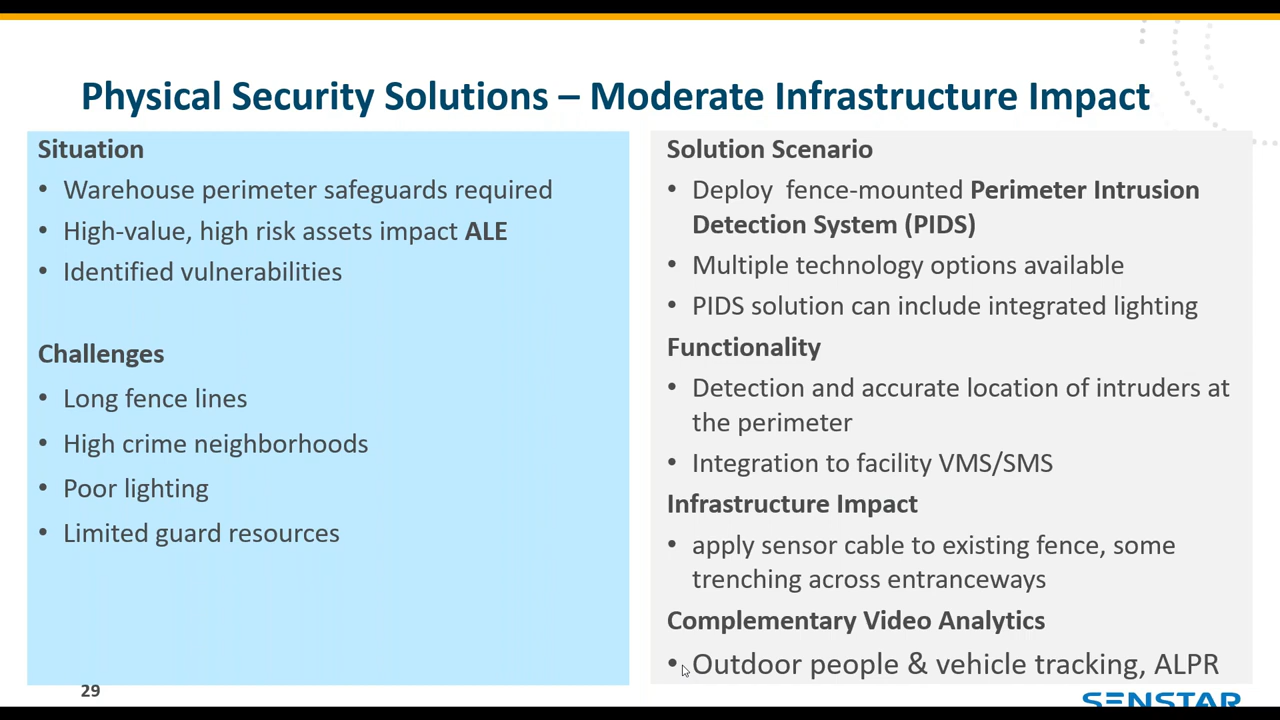 Physical Security Solutions – Moderate Infrastructure Impact
Situation
• Warehouse perimeter safeguards required
• High-value, high risk assets impact ALE
• Identified vulnerabilities
Challenges
• Long fence lines
• High crime neighborhoods
• Poor lighting
• Limited guard resources
Solution Scenario
• Deploy fence-mounted Perimeter Intrusion
Detection System (PIDS)
• Multiple technology options available
• PIDS solution can include integrated lighting
Functionality
• Detection and accurate location of intruders at
the perimeter
• Integration to facility VMS/SMS
Infrastructure Impact
• apply sensor cable to existing fence, some
trenching across entranceways
Complementary Video Analytics
• Outdoor people & vehicle tracking, ALPR
29
SENSTAR